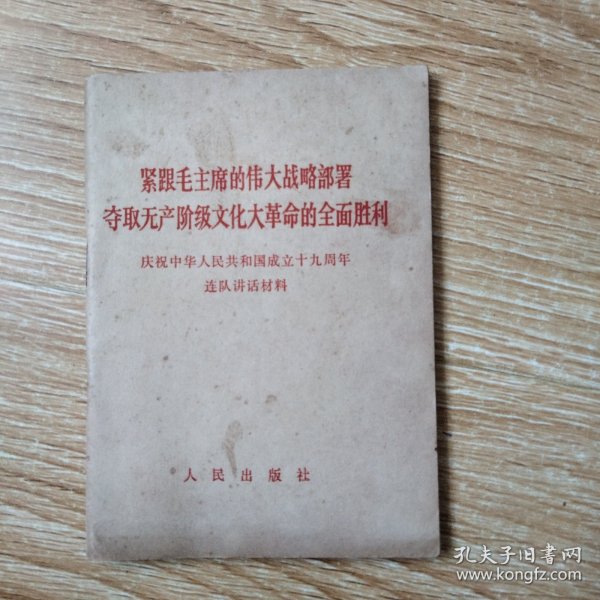 紧跟毛主席的伟大战略部署
夺取无产阶级文化大革命的全面胜利
庆祝中华人民共和国成立十九周年
连队讲话材料
人民出版社
孔夫子旧书网
www.kongfz.com